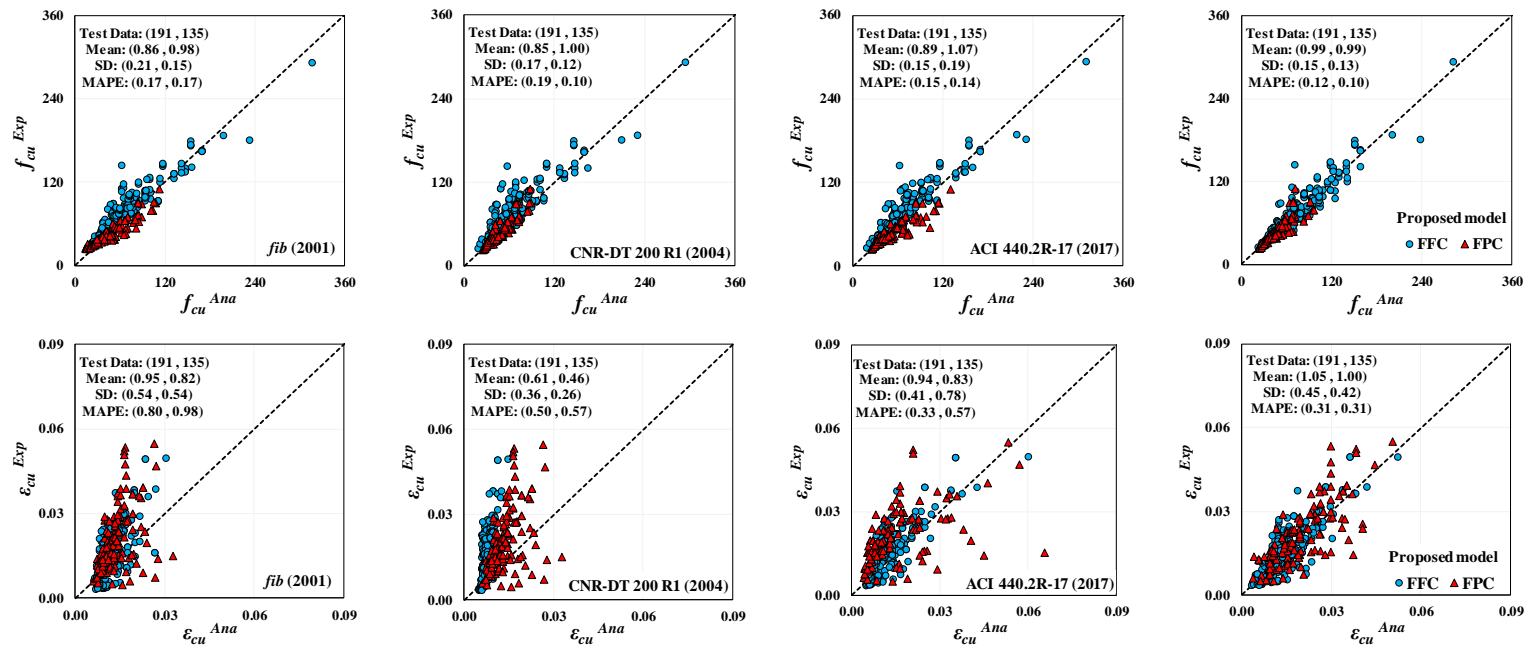 360
Test Data: (191 , 135)
Mean: (0.86 , 0.98)
SD: (0.21 , 0.15)
MAPE: (0.17 , 0.17)
240
f_cu^Exp
120
fib (2001)
0
0 120 240 360
f_cu^Ana
360
Test Data: (191 , 135)
Mean: (0.85 , 1.00)
SD: (0.17 , 0.12)
MAPE: (0.19 , 0.10)
240
f_cu^Exp
120
CNR-DT 200 R1 (2004)
0
0 120 240 360
f_cu^Ana
360
Test Data: (191 , 135)
Mean: (0.89 , 1.07)
SD: (0.15 , 0.19)
MAPE: (0.15 , 0.14)
240
f_cu^Exp
120
ACI 440.2R-17 (2017)
0
0 120 240 360
f_cu^Ana
360
Test Data: (191 , 135)
Mean: (0.99 , 0.99)
SD: (0.15 , 0.13)
MAPE: (0.12 , 0.10)
240
f_cu^Exp
120
Proposed model
FFC FPC
0
0 120 240 360
f_cu^Ana
0.09
Test Data: (191 , 135)
Mean: (0.95 , 0.82)
SD: (0.54 , 0.54)
MAPE: (0.80 , 0.98)
0.06
ε_cu^Exp
0.03
fib (2001)
0.00
0.00 0.03 0.06 0.09
ε_cu^Ana
0.09
Test Data: (191 , 135)
Mean: (0.61 , 0.46)
SD: (0.36 , 0.26)
MAPE: (0.50 , 0.57)
0.06
ε_cu^Exp
0.03
CNR-DT 200 R1 (2004)
0.00
0.00 0.03 0.06 0.09
ε_cu^Ana
0.09
Test Data: (191 , 135)
Mean: (0.94 , 0.83)
SD: (0.41 , 0.78)
MAPE: (0.33 , 0.57)
0.06
ε_cu^Exp
0.03
ACI 440.2R-17 (2017)
0.00
0.00 0.03 0.06 0.09
ε_cu^Ana
0.09
Test Data: (191 , 135)
Mean: (1.05 , 1.00)
SD: (0.45 , 0.42)
MAPE: (0.31 , 0.31)
0.06
ε_cu^Exp
0.03
Proposed model
FFC FPC
0.00
0.00 0.03 0.06 0.09
ε_cu^Ana